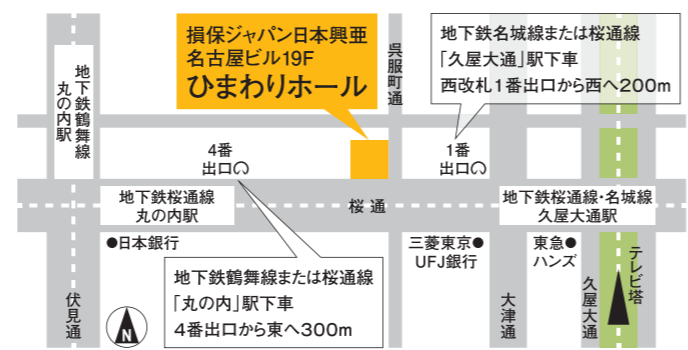 損保ジャパン日本興亜
名古屋ビル19F
ひまわりホール
地下鉄名城線または桜通線
「久屋大通」駅下車
西改札1番出口から西へ200m
地下鉄鶴舞線
丸の内駅
呉服町通
4番
出口
1番
出口
地下鉄桜通線
丸の内駅
桜通
地下鉄桜通線・名城線
久屋大通駅
●日本銀行
三菱東京●
UFJ銀行
東急●
ハンズ
テレビ塔
地下鉄鶴舞線または桜通線
「丸の内」駅下車
4番出口から東へ300m
伏見通
N
大津通
久屋大通